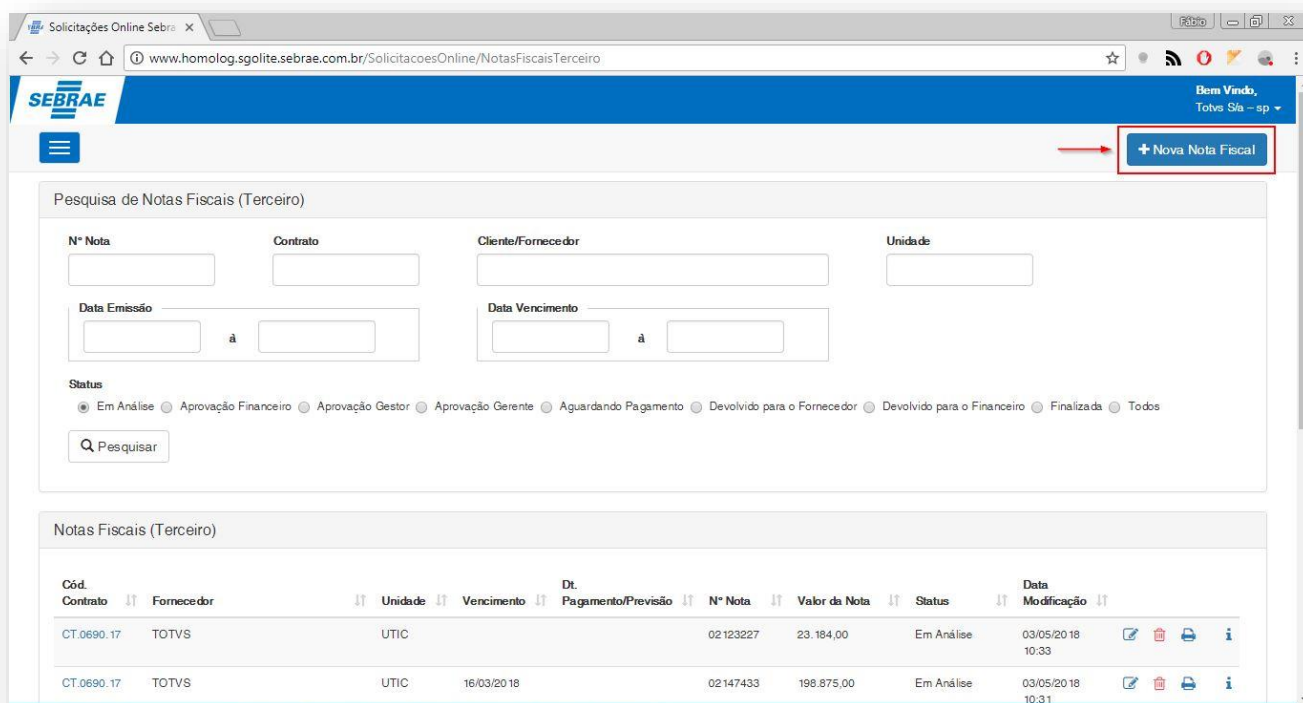 Solicitações Online Sebra
Fábio
www.homolog.sgolite.sebrae.com.br/SolicitacoesOnline/NotasFiscaisTerceiro
SEBRAE
Bem Vindo,
Totvs S/a – sp
+ Nova Nota Fiscal
Pesquisa de Notas Fiscais (Terceiro)
N° Nota Contrato Cliente/Fornecedor Unidade
Data Emissão Data Vencimento
à à
Status
Em Análise Aprovação Financeiro Aprovação Gestor Aprovação Gerente Aguardando Pagamento Devolvido para o Fornecedor Devolvido para o Financeiro Finalizada Todos
Pesquisar
Notas Fiscais (Terceiro)
Cód. Dt. Data
Contrato Fornecedor Unidade Vencimento Pagamento/Previsão N° Nota Valor da Nota Status Modificação
CT.0690.17 TOTVS UTIC 02123227 23.184,00 Em Análise 03/05/2018
10:33
CT.0690.17 TOTVS UTIC 16/03/2018 02147433 198.875,00 Em Análise 03/05/2018
10:31